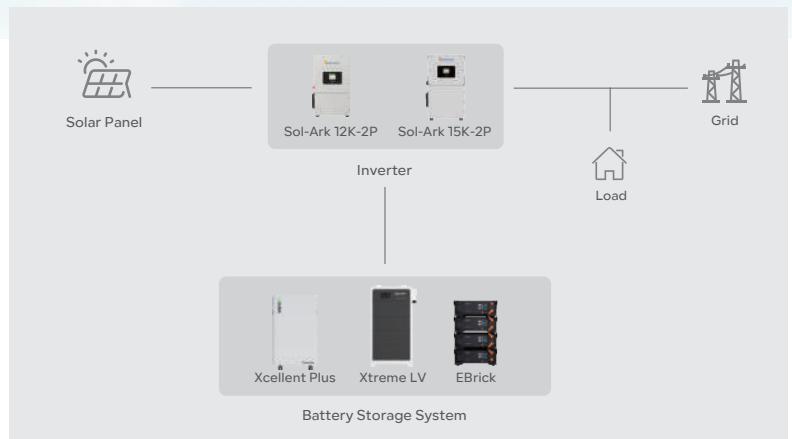 Solar Panel
Sol-Ark 12K-2P
Sol-Ark 15K-2P
Inverter
Grid
Load
Xcellent Plus
Xtreme LV
EBrick
Battery Storage System